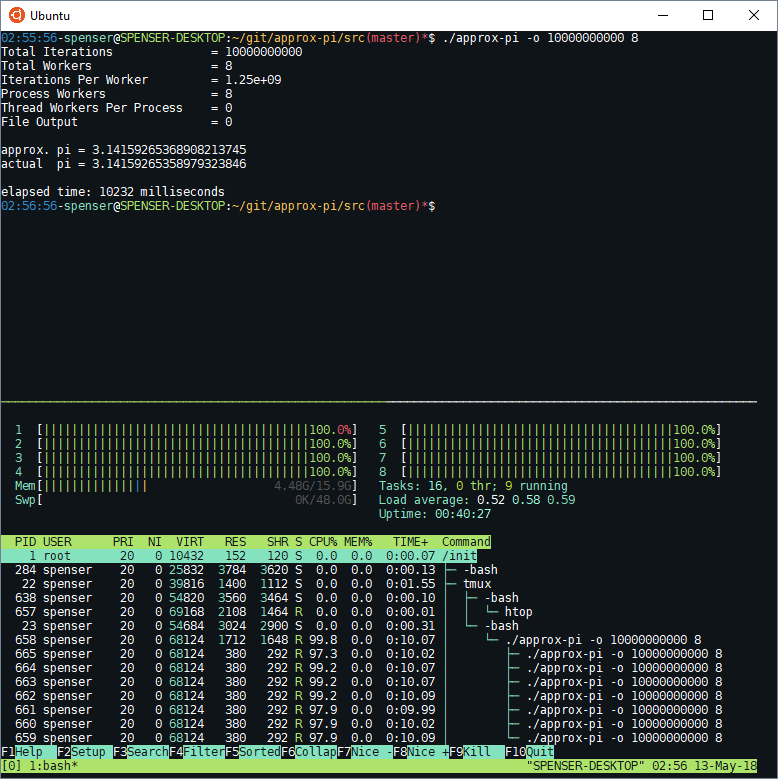 Ubuntu
02:55:56-spenser@SPENSER-DESKTOP:~/git/approx-pi/src(master)*$ ./approx-pi -o 10000000000 8
Total Iterations = 10000000000
Total Workers = 8
Iterations Per Worker = 1.25e+09
Process Workers = 8
Thread Workers Per Process = 0
File Output = 0
approx. pi = 3.14159265368908213745
actual pi = 3.14159265358979323846
elapsed time: 10232 milliseconds
02:56:56-spenser@SPENSER-DESKTOP:~/git/approx-pi/src(master)*$
1 [||||||||||||||||||||||||||||||||||||||100.0%] 5 [||||||||||||||||||||||||||||||||||||||100.0%]
2 [||||||||||||||||||||||||||||||||||||||100.0%] 6 [||||||||||||||||||||||||||||||||||||||100.0%]
3 [||||||||||||||||||||||||||||||||||||||100.0%] 7 [||||||||||||||||||||||||||||||||||||||100.0%]
4 [||||||||||||||||||||||||||||||||||||||100.0%] 8 [||||||||||||||||||||||||||||||||||||||100.0%]
Mem[||||||||||||||| 4.48G/15.9G] Tasks: 16, 0 thr; 9 running
Swp[ 0K/48.0G] Load average: 0.52 0.58 0.59
Uptime: 00:40:27
PID USER PRI NI VIRT RES SHR S CPU% MEM% TIME+ Command
1 root 20 0 10432 152 120 S 0.0 0.0 0:00.07 /init
284 spenser 20 0 25832 3784 3620 S 0.0 0.0 0:00.13 ├─ -bash
22 spenser 20 0 39816 1400 1112 S 0.0 0.0 0:01.55 ├─ tmux
638 spenser 20 0 54820 3560 3464 S 0.0 0.0 0:00.10 │ ├─ -bash
657 spenser 20 0 69168 2108 1464 R 0.0 0.0 0:00.01 │ │ └─ htop
23 spenser 20 0 54684 3024 2900 S 0.0 0.0 0:00.31 │ └─ -bash
658 spenser 20 0 68124 1712 1648 R 99.8 0.0 0:10.07 │ └─ ./approx-pi -o 10000000000 8
665 spenser 20 0 68124 380 292 R 97.3 0.0 0:10.02 │ ├─ ./approx-pi -o 10000000000 8
664 spenser 20 0 68124 380 292 R 99.2 0.0 0:10.07 │ ├─ ./approx-pi -o 10000000000 8
663 spenser 20 0 68124 380 292 R 99.2 0.0 0:10.07 │ ├─ ./approx-pi -o 10000000000 8
662 spenser 20 0 68124 380 292 R 99.2 0.0 0:10.09 │ ├─ ./approx-pi -o 10000000000 8
661 spenser 20 0 68124 380 292 R 97.9 0.0 0:09.99 │ ├─ ./approx-pi -o 10000000000 8
660 spenser 20 0 68124 380 292 R 97.9 0.0 0:10.02 │ ├─ ./approx-pi -o 10000000000 8
659 spenser 20 0 68124 380 292 R 97.9 0.0 0:10.09 │ └─ ./approx-pi -o 10000000000 8
F1Help F2Setup F3SearchF4FilterF5SortedF6CollapF7Nice -F8Nice +F9Kill F10Quit
[0] 1:bash* "SPENSER-DESKTOP" 02:56 13-May-18